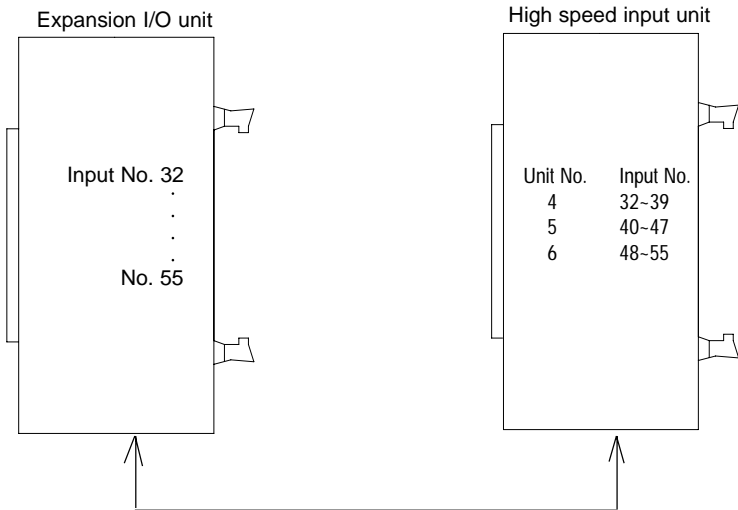 Expansion I/O unit
Input No. 32
.
.
.
.
No. 55
High speed input unit
Unit No. Input No.
4 32~39
5 40~47
6 48~55